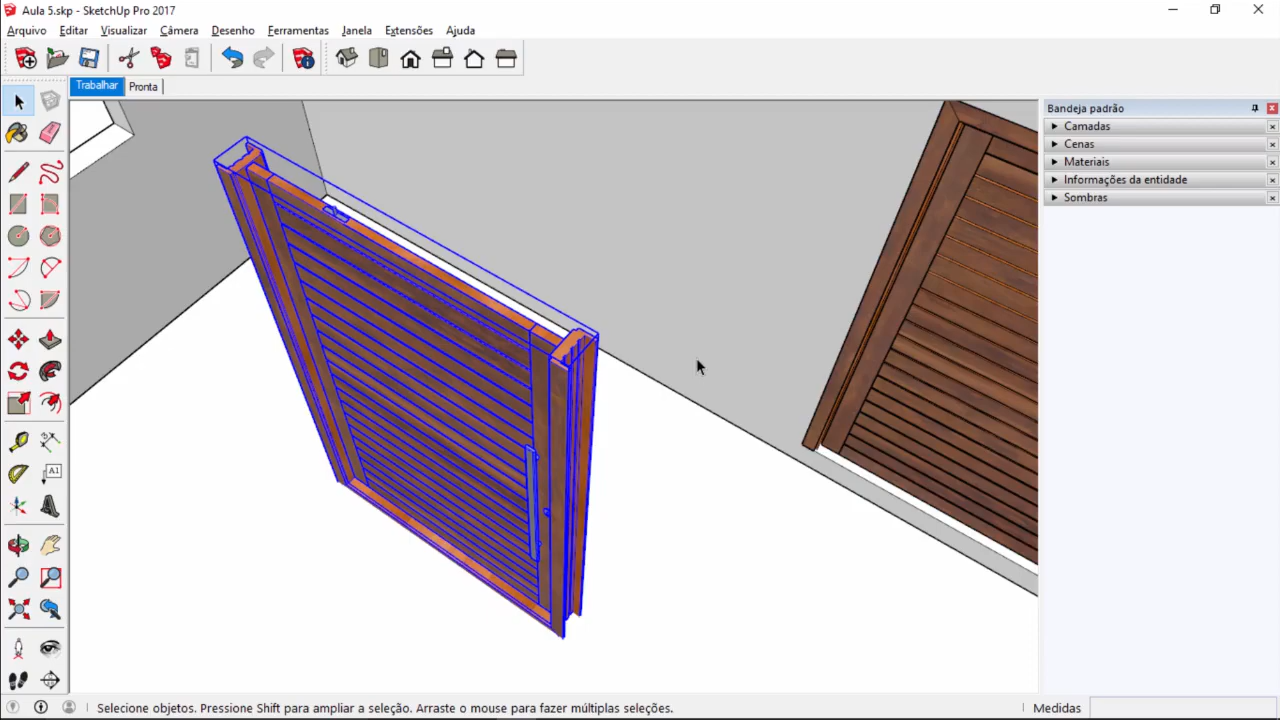 Aula 5.skp - SketchUp Pro 2017
Arquivo Editar Visualizar Câmera Desenho Ferramentas Janela Extensões Ajuda
Trabalhar Pronta
Bandeja padrão
Camadas
Cenas
Materiais
Informações da entidade
Sombras
A1
Selecione objetos. Pressione Shift para ampliar a seleção. Arraste o mouse para fazer múltiplas seleções.
Medidas